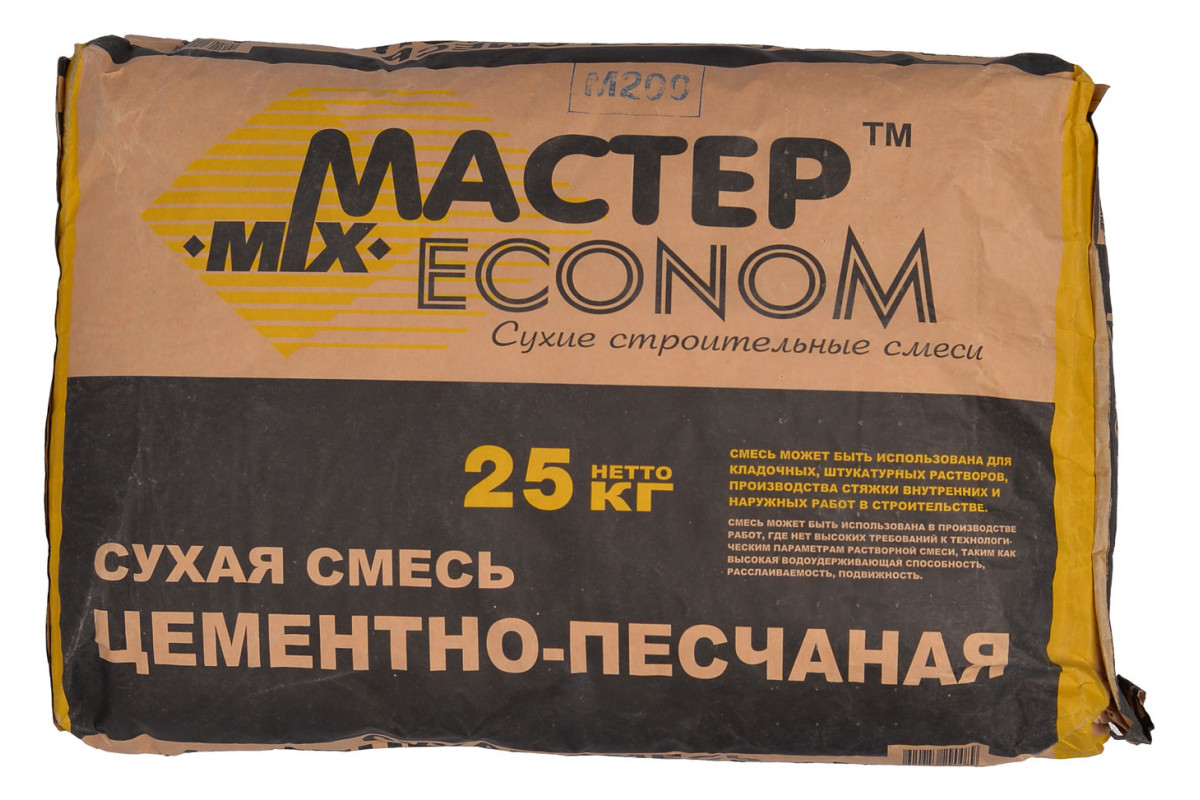 М200
МАСТЕР ™
MIX
ECONOM
Сухие строительные смеси
25 НЕТТО
КГ
СМЕСЬ МОЖЕТ БЫТЬ ИСПОЛЬЗОВАНА ДЛЯ
КЛАДОЧНЫХ, ШТУКАТУРНЫХ РАСТВОРОВ,
ПРОИЗВОДСТВА СТЯЖКИ ВНУТРЕННИХ И
НАРУЖНЫХ РАБОТ В СТРОИТЕЛЬСТВЕ.
СМЕСЬ МОЖЕТ БЫТЬ ИСПОЛЬЗОВАНА В ПРОИЗВОДСТВЕ
РАБОТ, ГДЕ НЕТ ВЫСОКИХ ТРЕБОВАНИЙ К ТЕХНОЛОГИ-
ЧЕСКИМ ПАРАМЕТРАМ РАСТВОРНОЙ СМЕСИ, ТАКИМ КАК
ВЫСОКАЯ ВОДОУДЕРЖИВАЮЩАЯ СПОСОБНОСТЬ,
РАССЛАИВАЕМОСТЬ, ПОДВИЖНОСТЬ.
СУХАЯ СМЕСЬ
ЦЕМЕНТНО-ПЕСЧАНАЯ